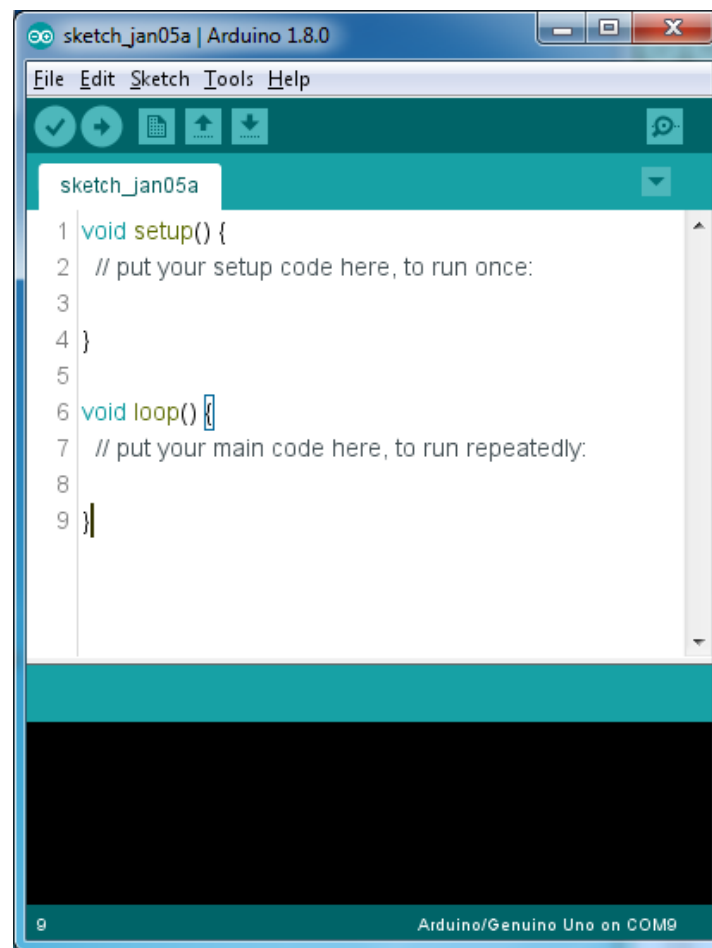 sketch_jan05a | Arduino 1.8.0
File Edit Sketch Tools Help
sketch_jan05a
1 void setup() {
2 // put your setup code here, to run once:
3
4 }
5
6 void loop() {
7 // put your main code here, to run repeatedly:
8
9 }
9 Arduino/Genuino Uno on COM9